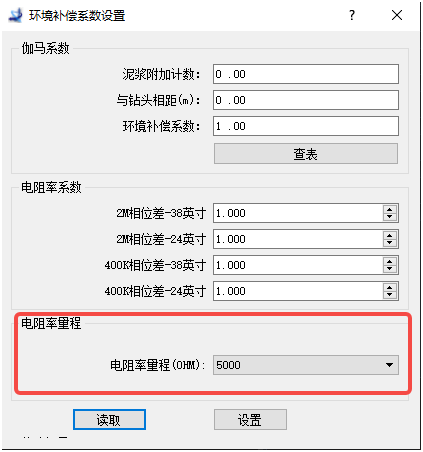 环境补偿系数设置 ? ×
伽马系数
泥浆附加计数: 0 .00
与钻头相距(m): 0 .00
环境补偿系数: 1 .00
查表
电阻率系数
2M相位差-38英寸 1.000
2M相位差-24英寸 1.000
400K相位差-38英寸 1.000
400K相位差-24英寸 1.000
电阻率量程
电阻率量程(OHM): 5000
读取 设置